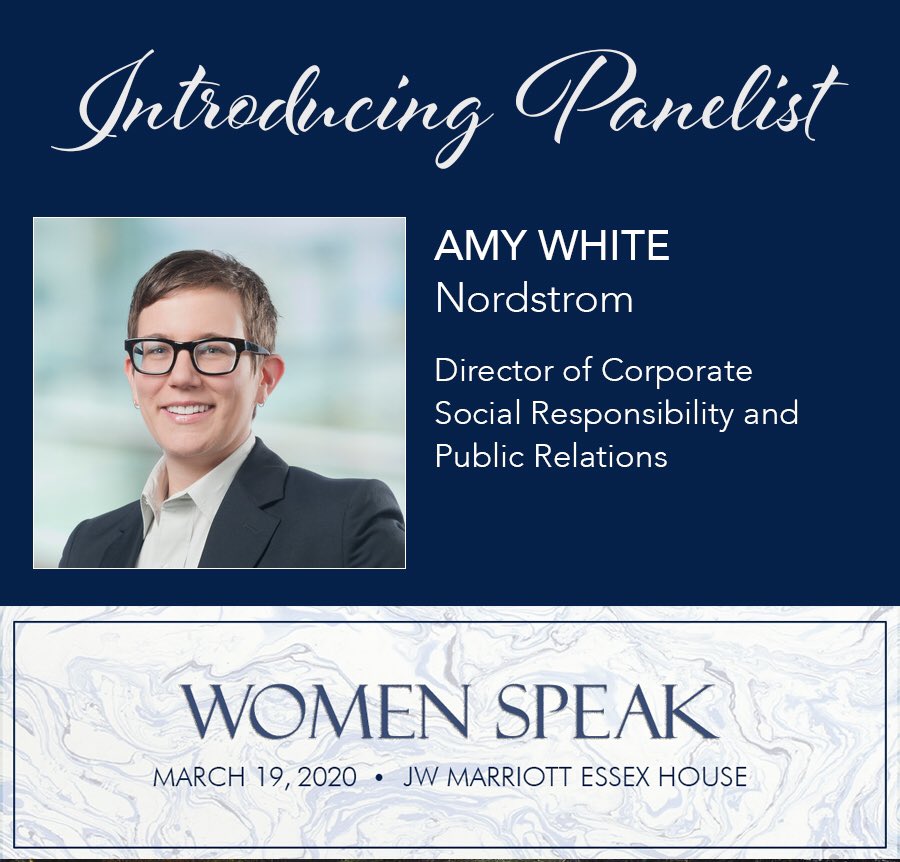 Introducing Panelist
AMY WHITE
Nordstrom
Director of Corporate
Social Responsibility and
Public Relations
WOMEN SPEAK
MARCH 19, 2020 • JW MARRIOTT ESSEX HOUSE